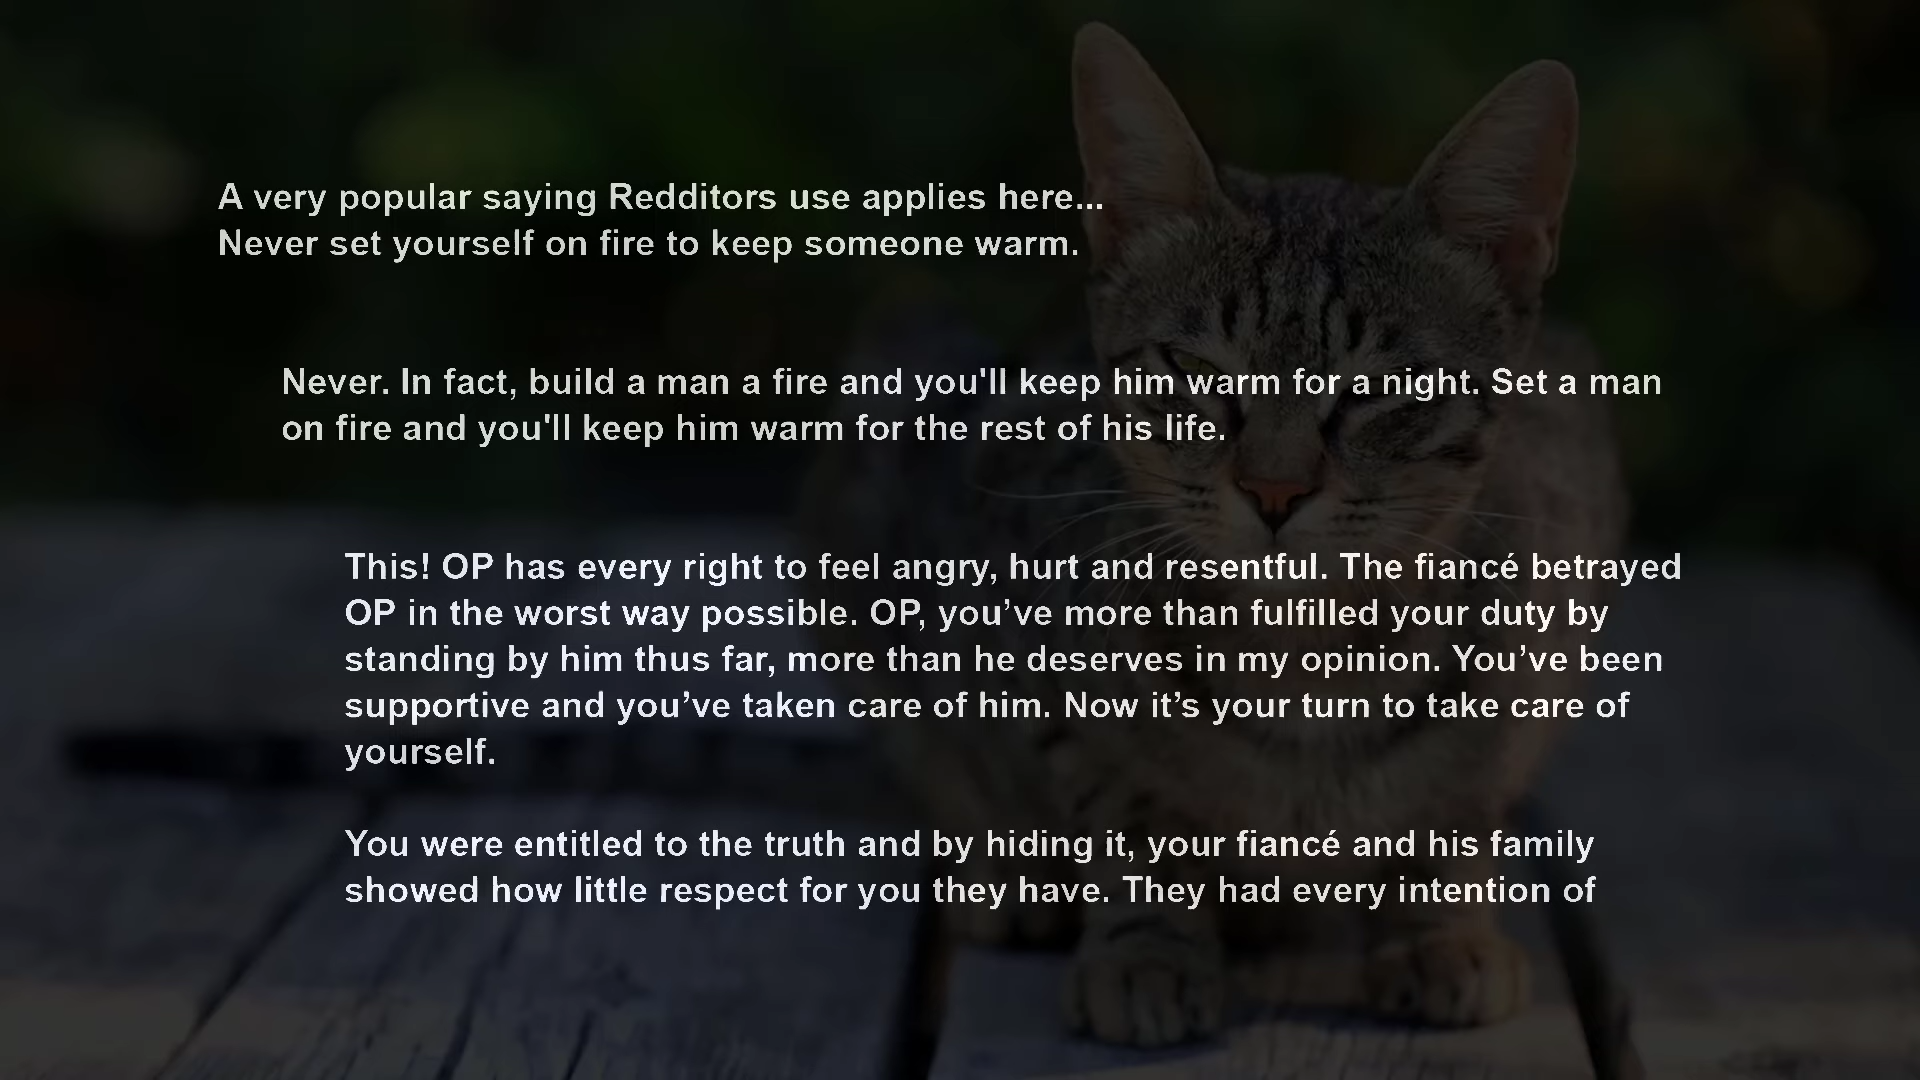 A very popular saying Redditors use applies here...
Never set yourself on fire to keep someone warm.
Never. In fact, build a man a fire and you'll keep him warm for a night. Set a man
on fire and you'll keep him warm for the rest of his life.
This! OP has every right to feel angry, hurt and resentful. The fiancé betrayed
OP in the worst way possible. OP, you’ve more than fulfilled your duty by
standing by him thus far, more than he deserves in my opinion. You’ve been
supportive and you’ve taken care of him. Now it’s your turn to take care of
yourself.
You were entitled to the truth and by hiding it, your fiancé and his family
showed how little respect for you they have. They had every intention of